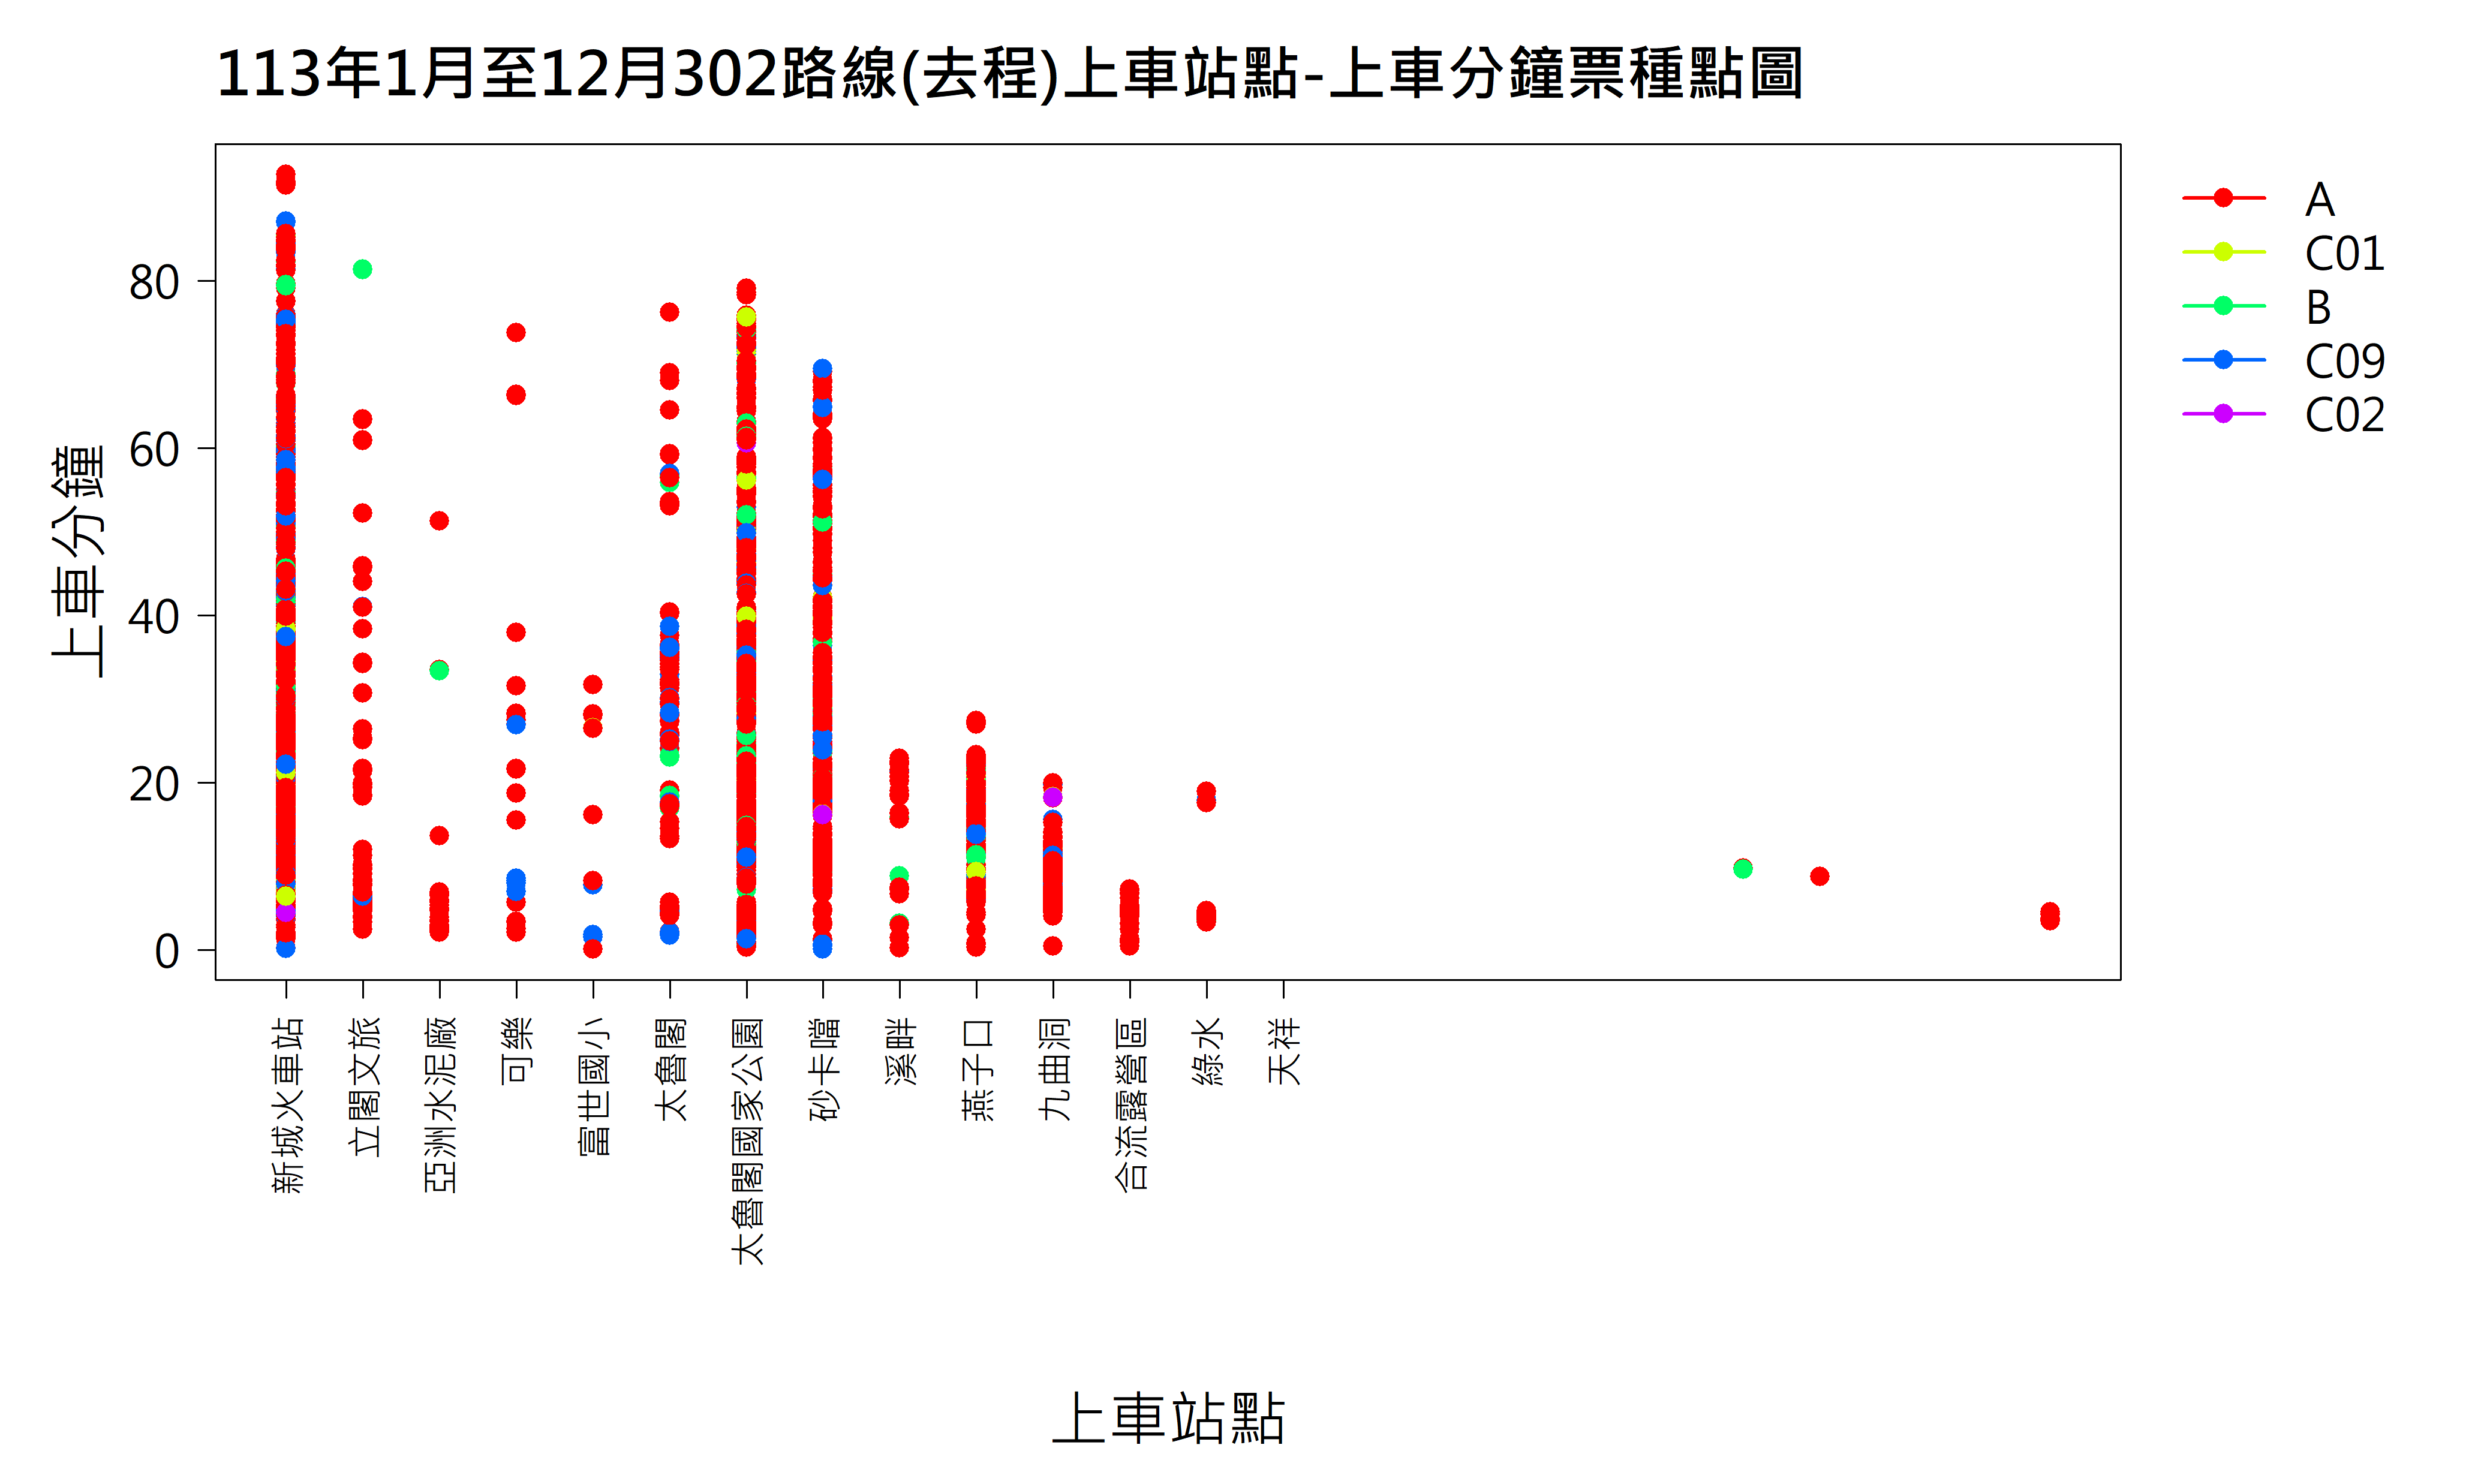 113年1月至12月302路線(去程)上車站點-上車分鐘票種點圖
上車分鐘
80
60
40
20
0
新城火車站
立閣文旅
亞洲水泥廠
可樂
富世國小
太魯閣
太魯閣國家公園
砂卡噹
溪畔
燕子口
九曲洞
合流露營區
綠水
天祥
上車站點
A
C01
B
C09
C02